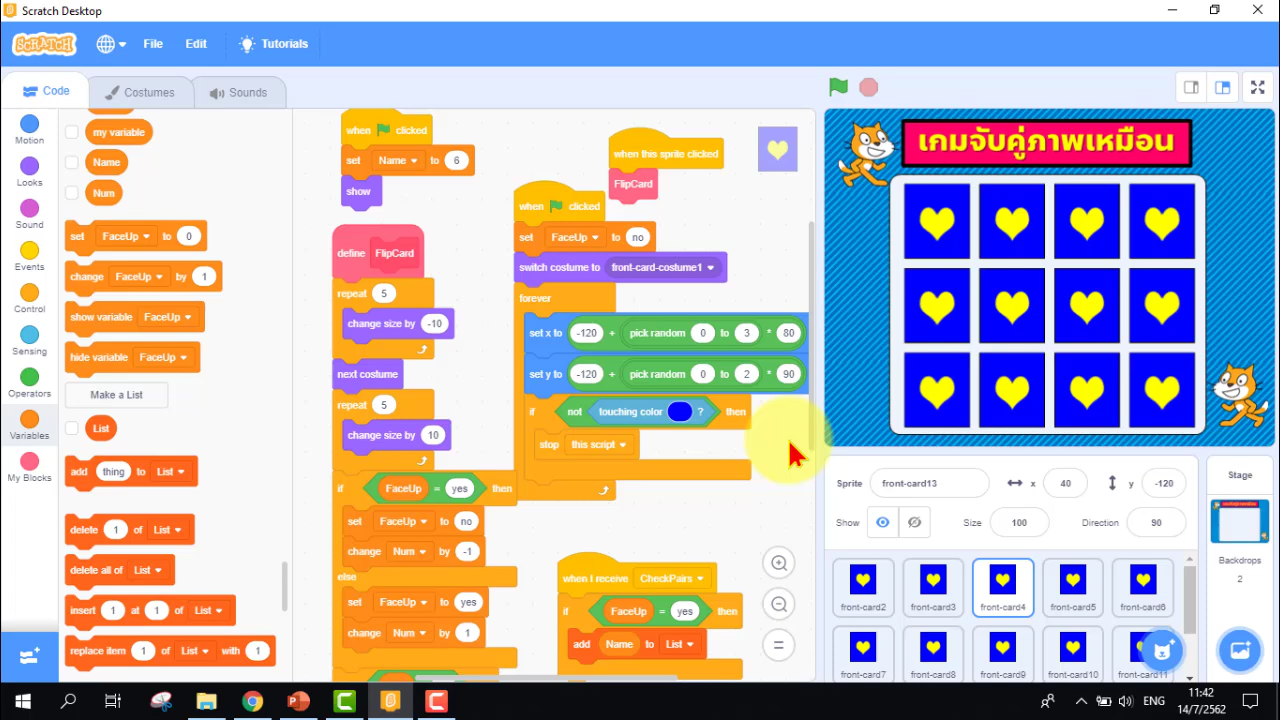 Scratch Desktop
SCRATCH
File
Edit
Tutorials
Code
Costumes
Sounds
Motion
Looks
Sound
Events
Control
Sensing
Operators
Variables
My Blocks
my variable
Name
Num
set FaceUp to 0
change FaceUp by 1
show variable FaceUp
hide variable FaceUp
Make a List
List
add thing to List
delete 1 of List
delete all of List
insert 1 at 1 of List
replace item 1 of List with 1
when clicked
set Name to 6
show
define FlipCard
repeat 5
change size by -10
next costume
repeat 5
change size by 10
if FaceUp = yes then
set FaceUp to no
change Num by -1
else
set FaceUp to yes
change Num by 1
when this sprite clicked
FlipCard
when clicked
set FaceUp to no
switch costume to front-card-costume1
forever
set x to -120 + pick random 0 to 3 * 80
set y to -120 + pick random 0 to 2 * 90
if not touching color ? then
stop this script
when I receive CheckPairs
if FaceUp = yes then
add Name to List
=
เกมจับคู่ภาพเหมือน
Sprite front-card13 x 40 y -120
Show Size 100 Direction 90
front-card2
front-card3
front-card4
front-card5
front-card6
front-card7
front-card8
front-card9
front-card10
front-card11
Stage
Backdrops
2
ENG
11:42
14/7/2562